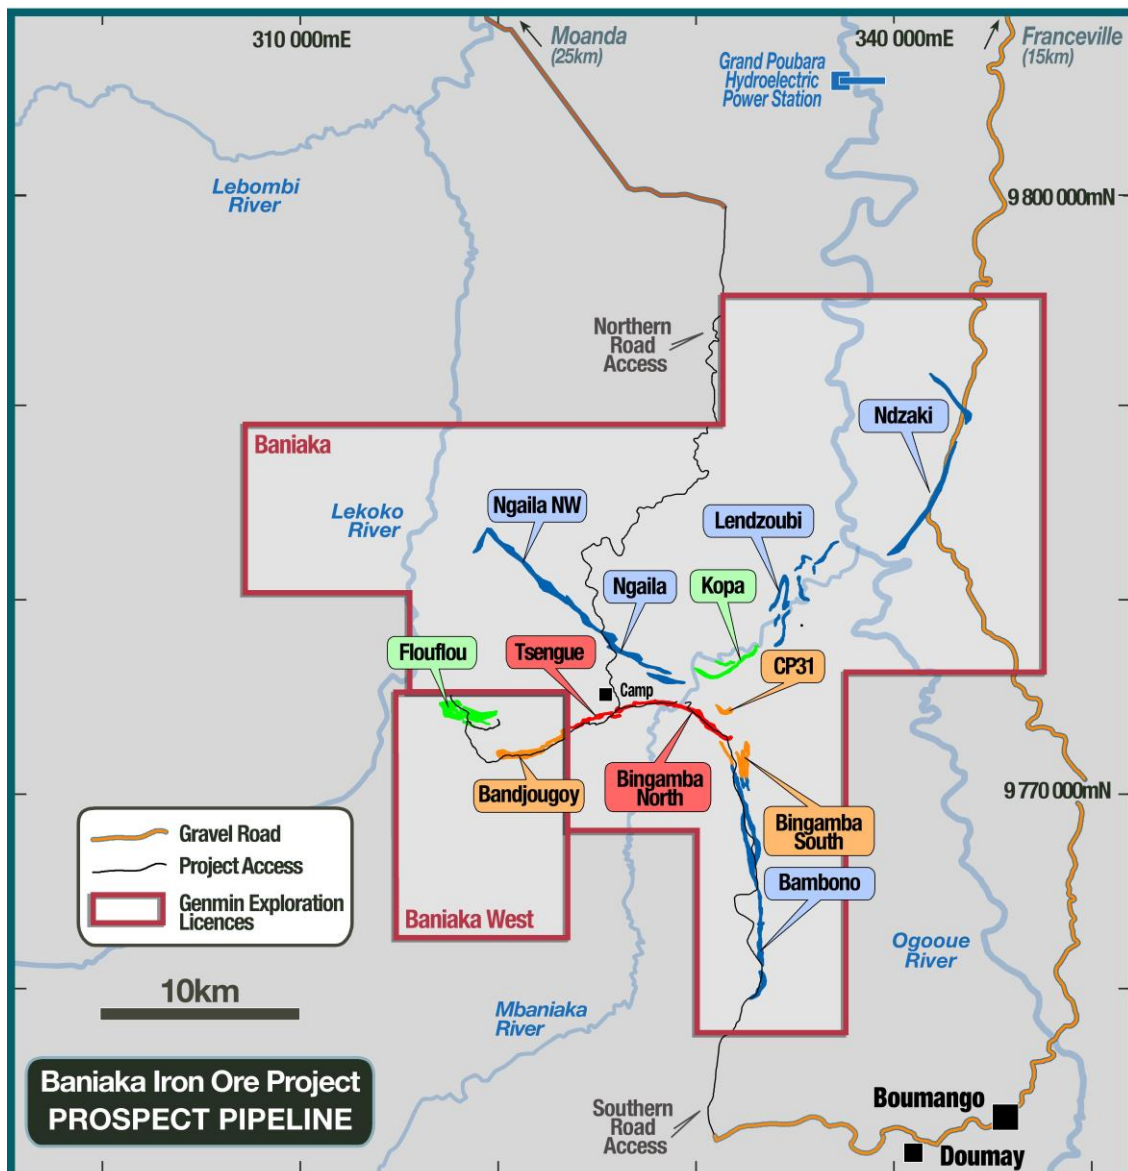 310 000mE
Moanda
(25km)
340 000mE
Franceville
(15km)
Grand Poubara
Hydroelectric
Power Station
Lebombi
River
9 800 000mN
Northern
Road
Access
Baniaka
Ndzaki
Lekoko
River
Ngaila NW
Lendzoubi
Ngaila
Kopa
Flouflou
Tsengue
CP31
Camp
Bandjougoy
Bingamba
North
9 770 000mN
Bingamba
South
Gravel Road
Project Access
Genmin Exploration
Licences
Bambono
Baniaka West
Ogooue
River
10km
Mbaniaka
River
Baniaka Iron Ore Project
PROSPECT PIPELINE
Southern
Road
Access
Boumango
Doumay